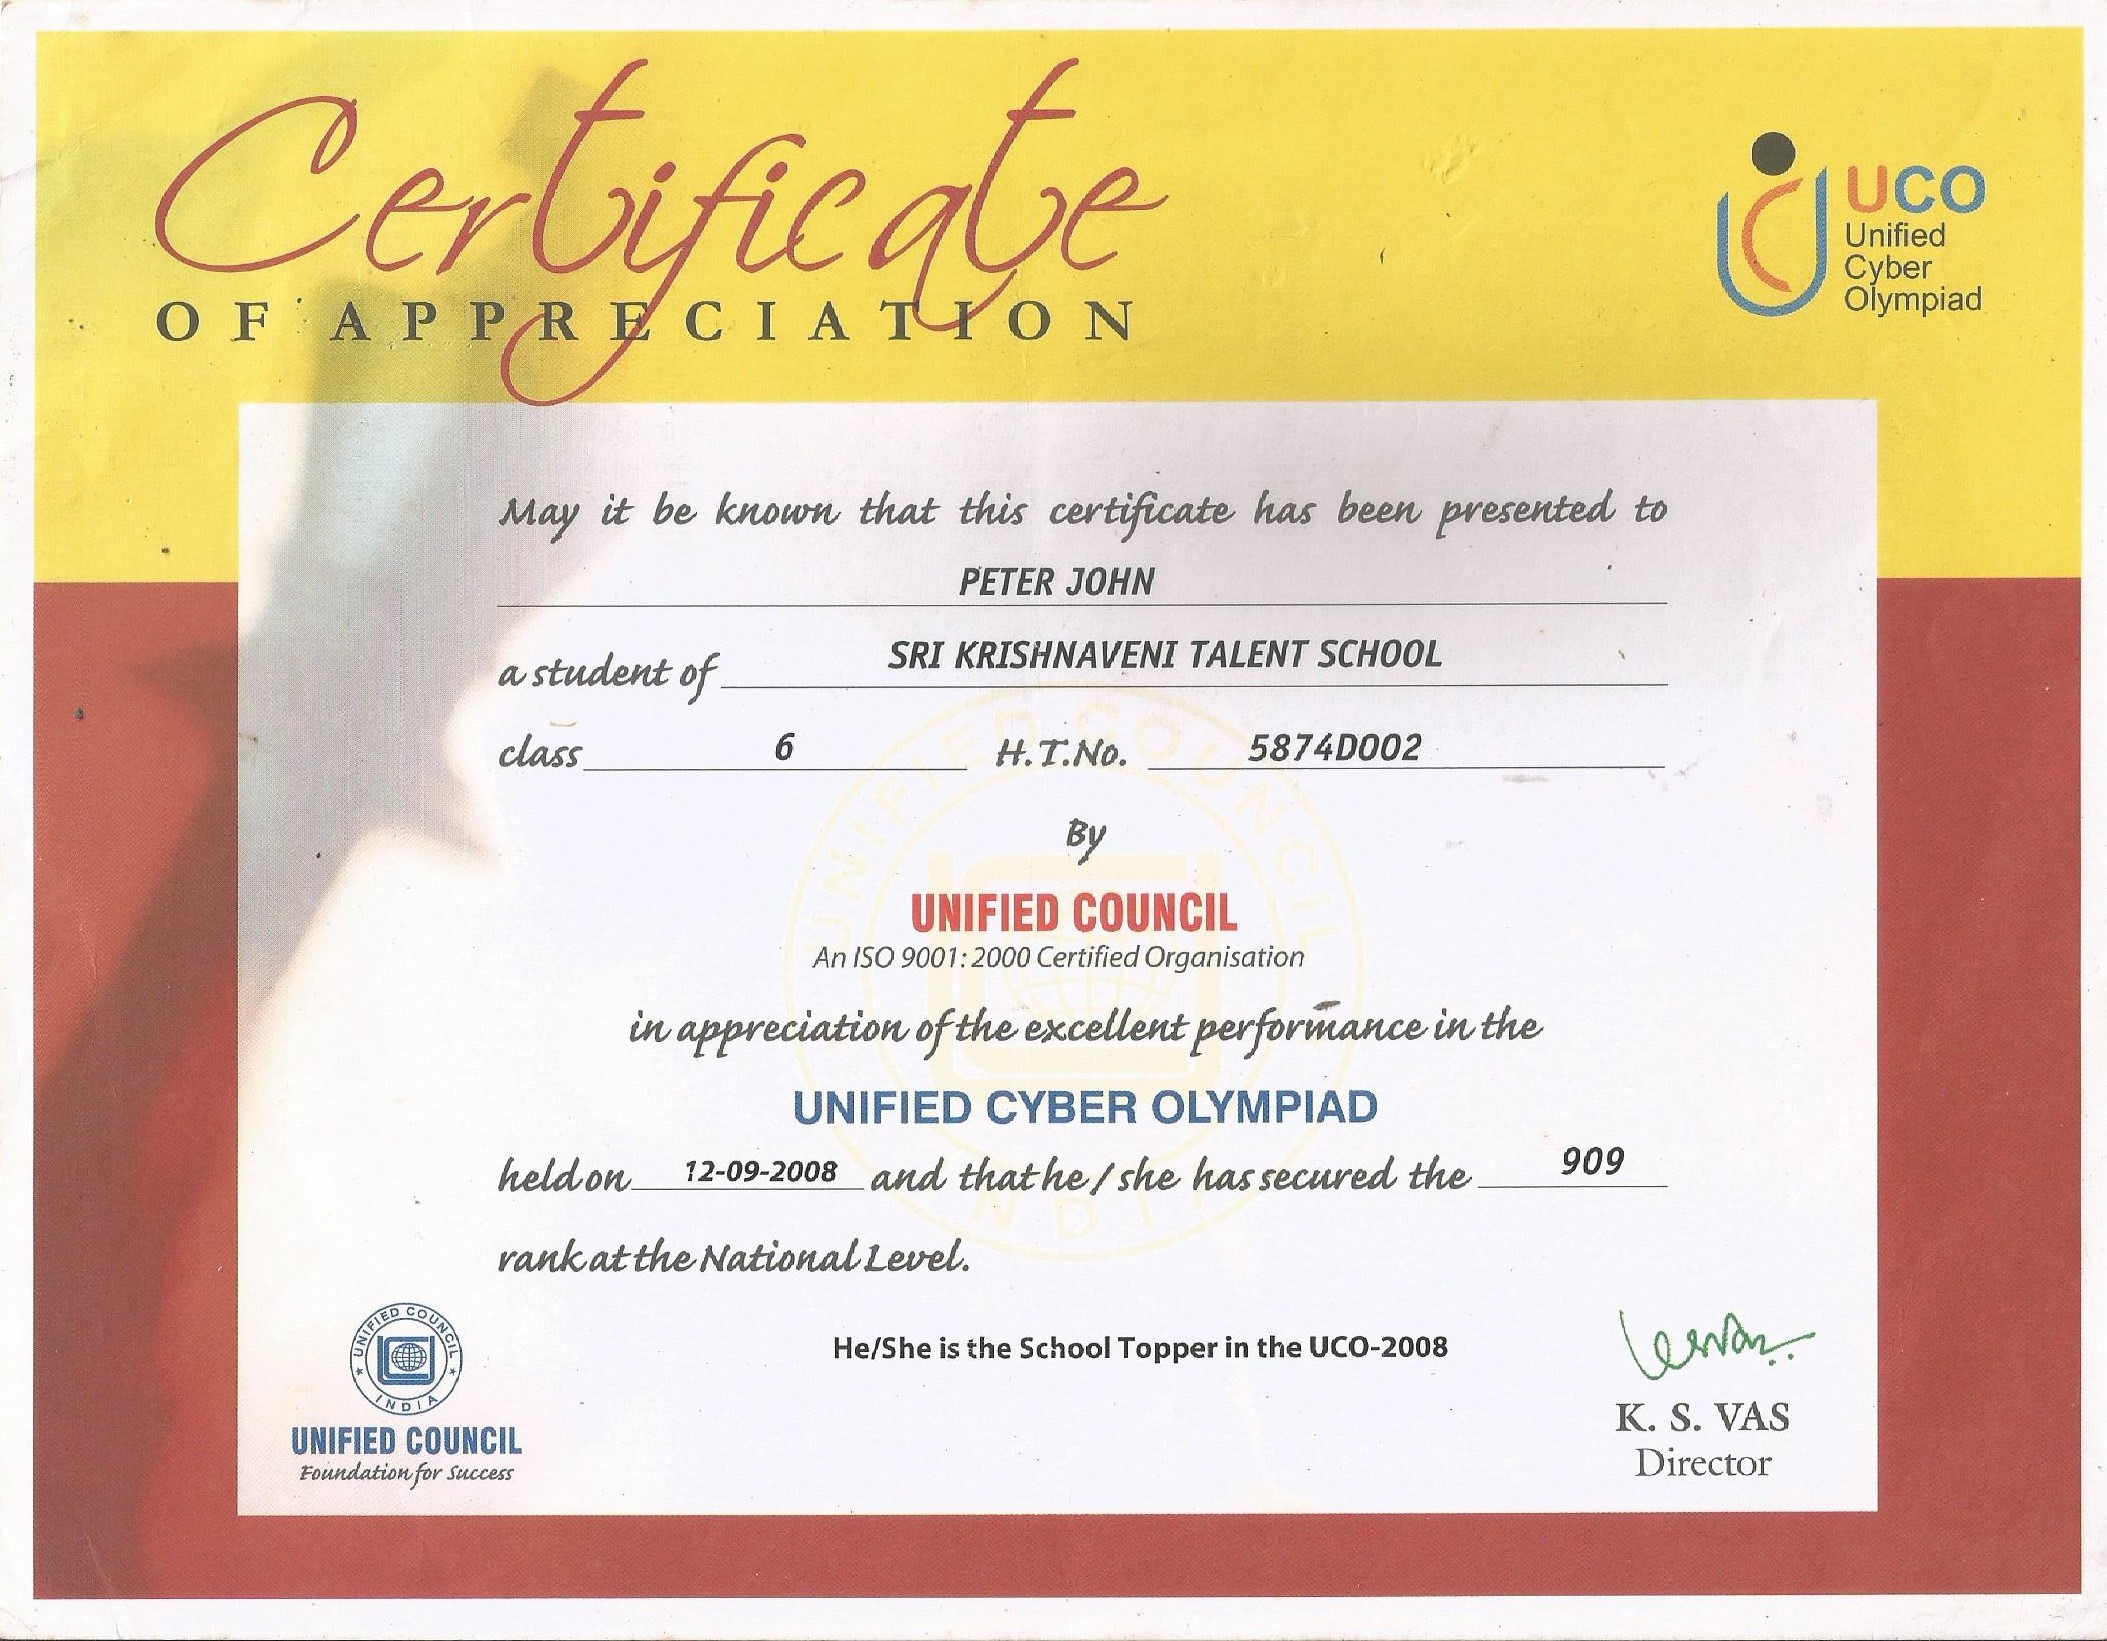 Certificate
OF APPRECIATION
UCO
Unified
Cyber
Olympiad
May it be known that this certificate has been presented to
PETER JOHN
a student of SRI KRISHNAVENI TALENT SCHOOL
class 6 H.T.No. 5874D002
By
UNIFIED COUNCIL
An ISO 9001:2000 Certified Organisation
in appreciation of the excellent performance in the
UNIFIED CYBER OLYMPIAD
held on 12-09-2008 and that he / she has secured the 909
rank at the National Level.
He/She is the School Topper in the UCO-2008
UNIFIED COUNCIL
INDIA
UNIFIED COUNCIL
Foundation for Success
K. S. VAS
Director
UNIFIED COUNCIL
INDIA